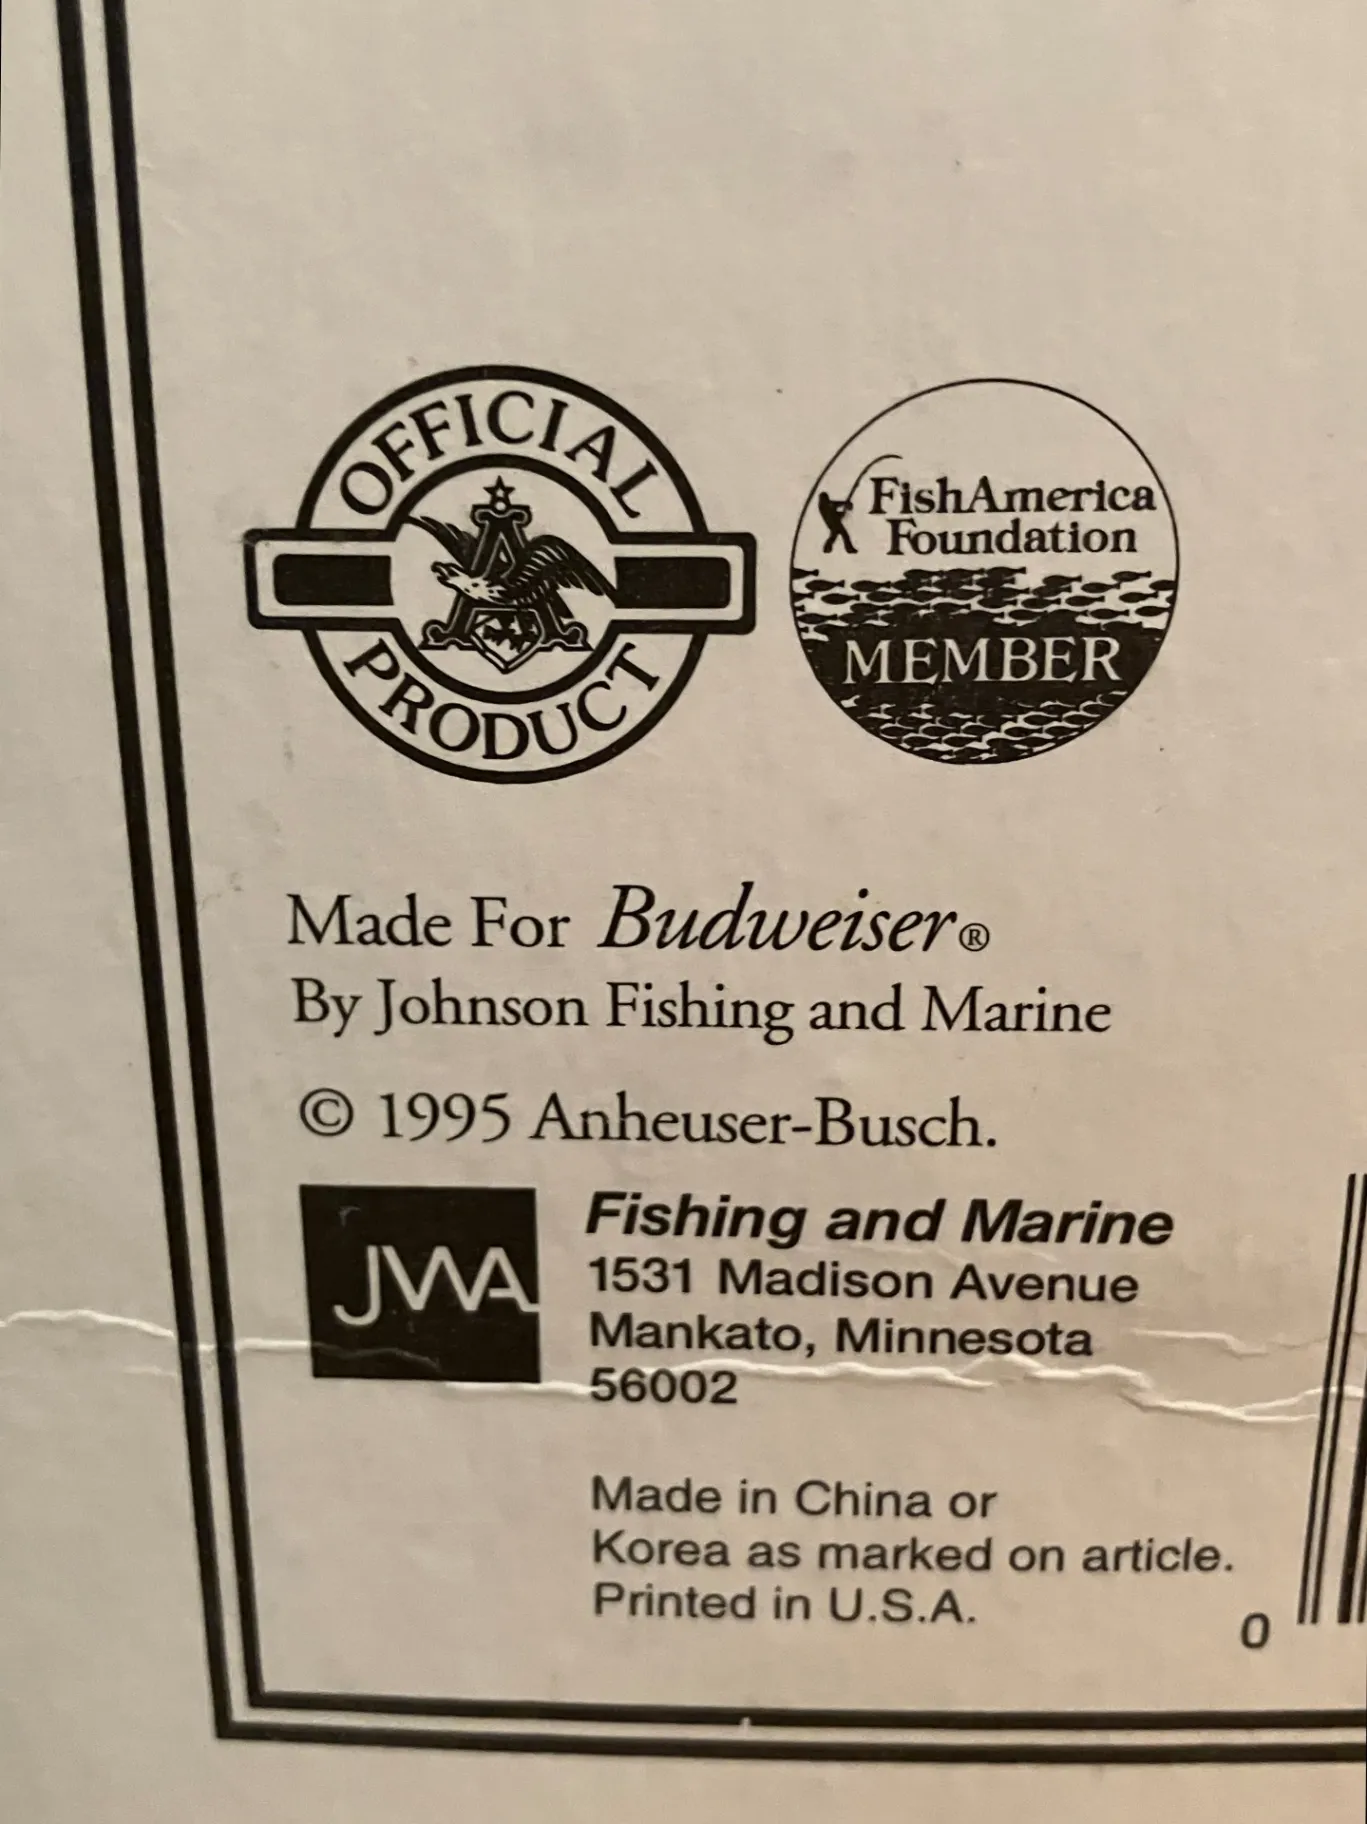 OFFICIAL
PRODUCT
FishAmerica
Foundation
MEMBER
Made For Budweiser®
By Johnson Fishing and Marine
© 1995 Anheuser-Busch.
JWA
Fishing and Marine
1531 Madison Avenue
Mankato, Minnesota
56002
Made in China or
Korea as marked on article.
Printed in U.S.A.
0